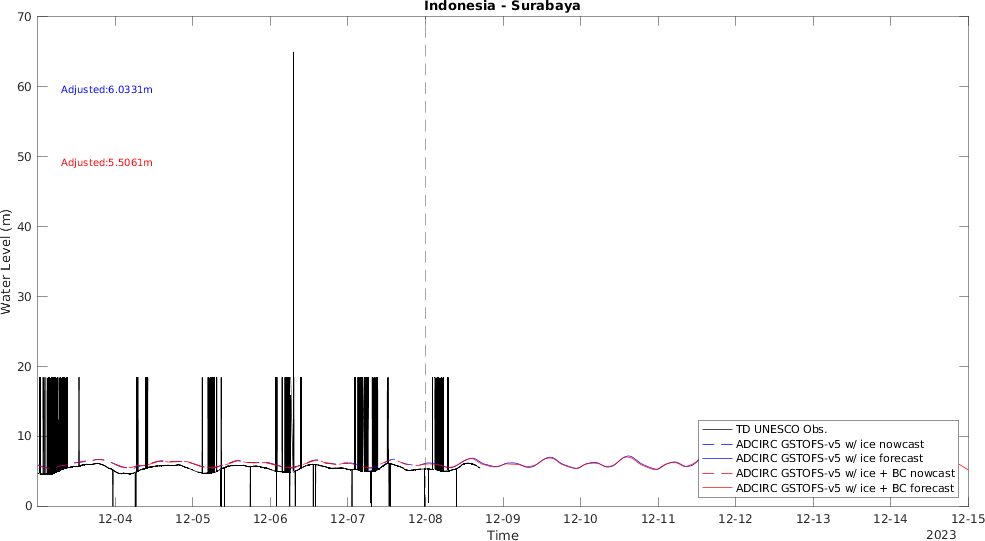 Indonesia - Surabaya
70
60
50
40
30
20
10
0
Water Level (m)
Adjusted:6.0331m
Adjusted:5.5061m
TD UNESCO Obs.
ADCIRC GSTOFS-v5 w/ ice nowcast
ADCIRC GSTOFS-v5 w/ ice forecast
ADCIRC GSTOFS-v5 w/ ice + BC nowcast
ADCIRC GSTOFS-v5 w/ ice + BC forecast
12-04 12-05 12-06 12-07 12-08 12-09 12-10 12-11 12-12 12-13 12-14 12-15
Time
2023